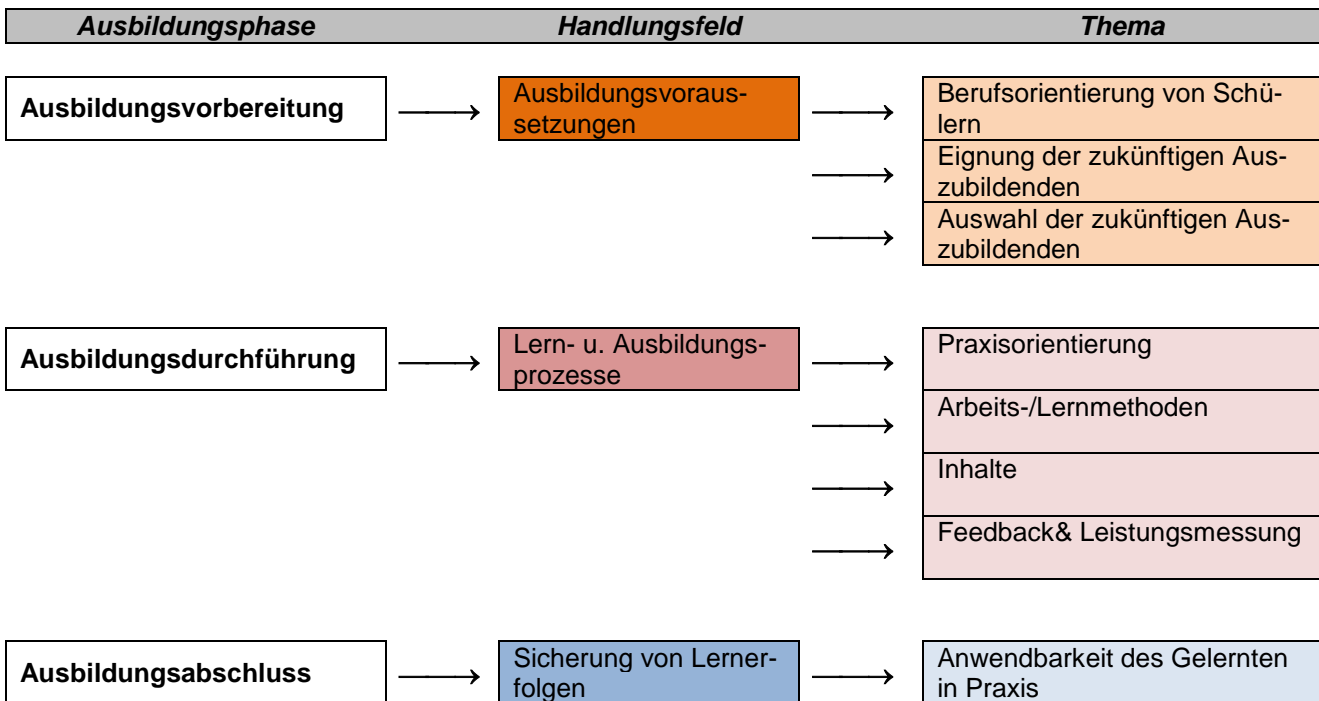 Ausbildungsphase Handlungsfeld Thema
Ausbildungsvorbereitung
Ausbildungsvoraus-
setzungen
Berufsorientierung von Schü-
lern
Eignung der zukünftigen Aus-
zubildenden
Auswahl der zukünftigen Aus-
zubildenden
Ausbildungsdurchführung
Lern- u. Ausbildungs-
prozesse
Praxisorientierung
Arbeits-/Lernmethoden
Inhalte
Feedback& Leistungsmessung
Ausbildungsabschluss
Sicherung von Lerner-
folgen
Anwendbarkeit des Gelernten
in Praxis